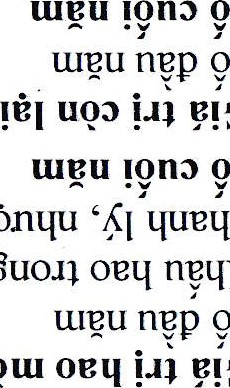 iá trị hao mò
ố đầu năm
hấu hao trong
hanh lý, nhượ
ố cuối năm
iá trị còn lại
ố đầu năm
ố cuối năm